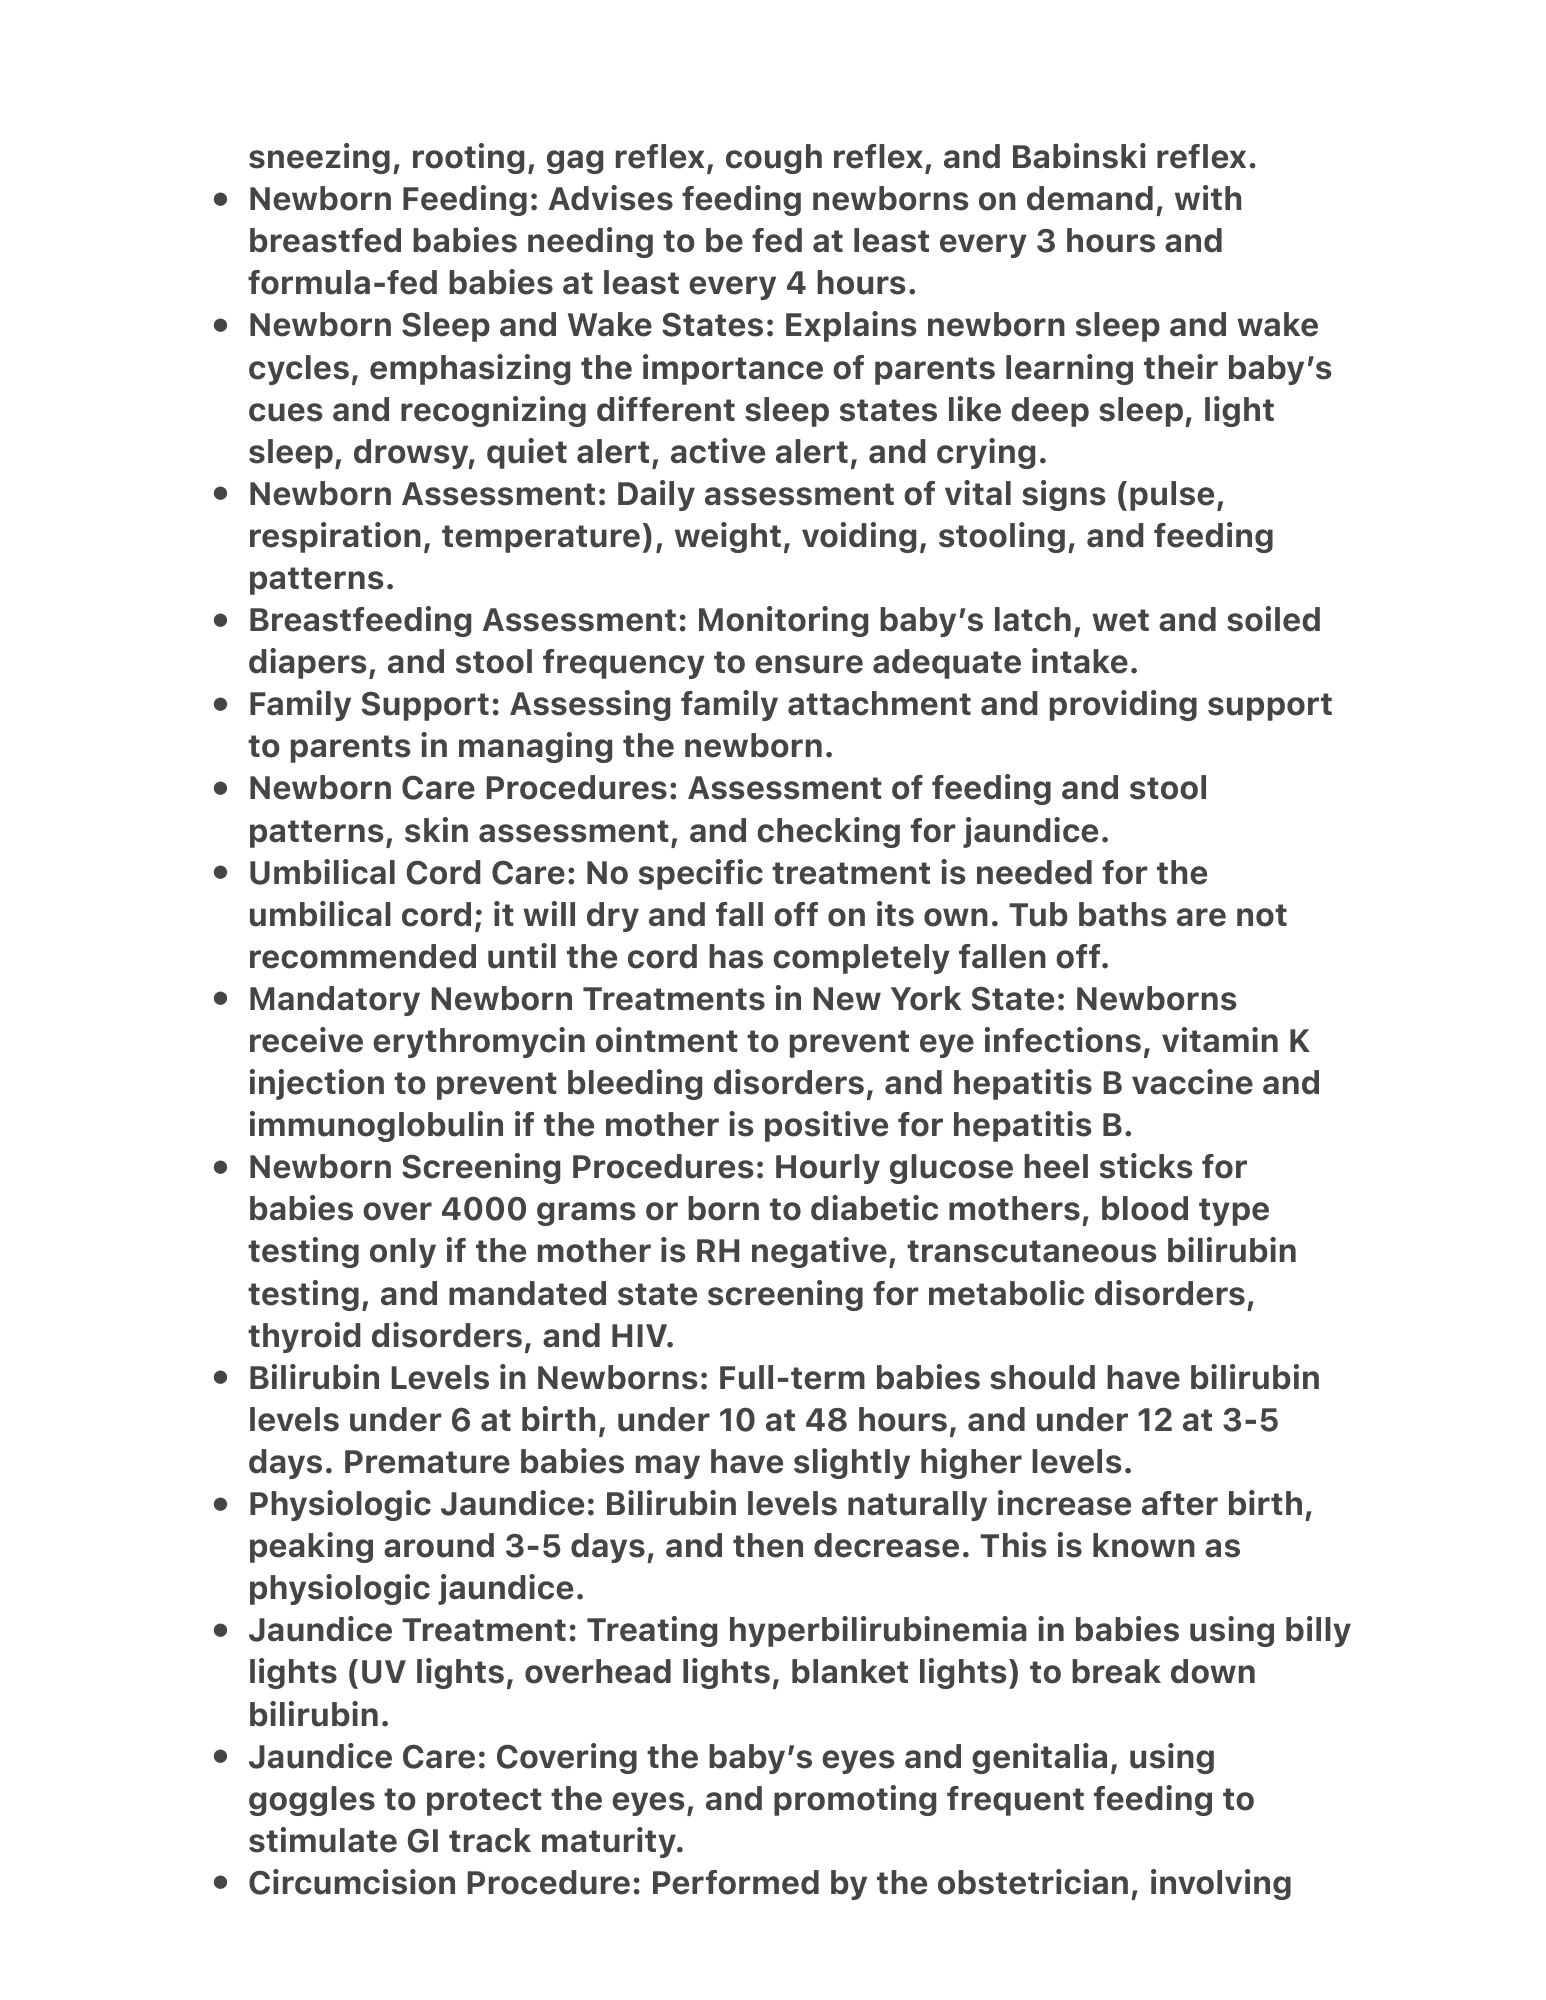 sneezing, rooting, gag reflex, cough reflex, and Babinski reflex.
• Newborn Feeding: Advises feeding newborns on demand, with
breastfed babies needing to be fed at least every 3 hours and
formula-fed babies at least every 4 hours.
• Newborn Sleep and Wake States: Explains newborn sleep and wake
cycles, emphasizing the importance of parents learning their baby’s
cues and recognizing different sleep states like deep sleep, light
sleep, drowsy, quiet alert, active alert, and crying.
• Newborn Assessment: Daily assessment of vital signs (pulse,
respiration, temperature), weight, voiding, stooling, and feeding
patterns.
• Breastfeeding Assessment: Monitoring baby’s latch, wet and soiled
diapers, and stool frequency to ensure adequate intake.
• Family Support: Assessing family attachment and providing support
to parents in managing the newborn.
• Newborn Care Procedures: Assessment of feeding and stool
patterns, skin assessment, and checking for jaundice.
• Umbilical Cord Care: No specific treatment is needed for the
umbilical cord; it will dry and fall off on its own. Tub baths are not
recommended until the cord has completely fallen off.
• Mandatory Newborn Treatments in New York State: Newborns
receive erythromycin ointment to prevent eye infections, vitamin K
injection to prevent bleeding disorders, and hepatitis B vaccine and
immunoglobulin if the mother is positive for hepatitis B.
• Newborn Screening Procedures: Hourly glucose heel sticks for
babies over 4000 grams or born to diabetic mothers, blood type
testing only if the mother is RH negative, transcutaneous bilirubin
testing, and mandated state screening for metabolic disorders,
thyroid disorders, and HIV.
• Bilirubin Levels in Newborns: Full-term babies should have bilirubin
levels under 6 at birth, under 10 at 48 hours, and under 12 at 3-5
days. Premature babies may have slightly higher levels.
• Physiologic Jaundice: Bilirubin levels naturally increase after birth,
peaking around 3-5 days, and then decrease. This is known as
physiologic jaundice.
• Jaundice Treatment: Treating hyperbilirubinemia in babies using billy
lights (UV lights, overhead lights, blanket lights) to break down
bilirubin.
• Jaundice Care: Covering the baby’s eyes and genitalia, using
goggles to protect the eyes, and promoting frequent feeding to
stimulate GI track maturity.
• Circumcision Procedure: Performed by the obstetrician, involving